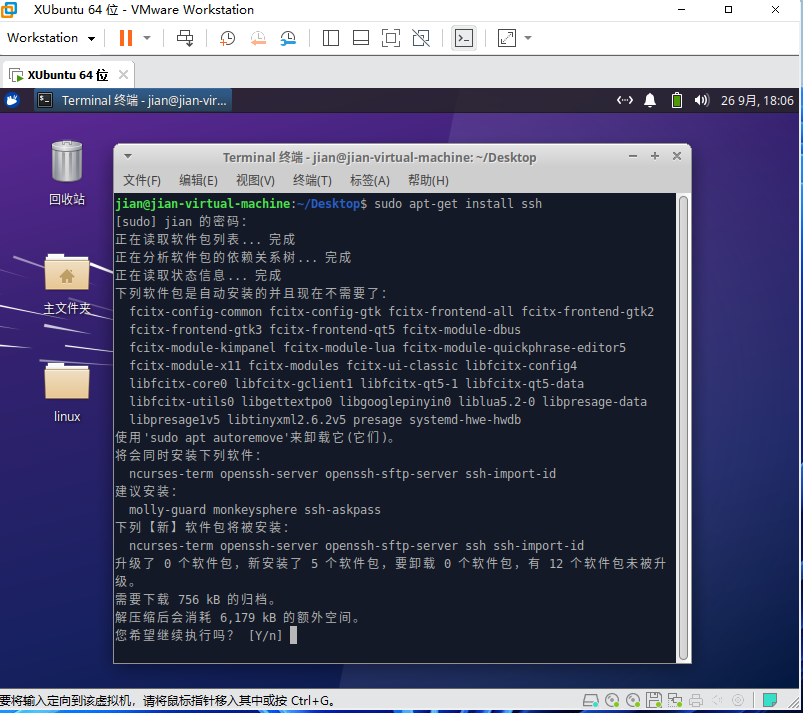 XUbuntu 64 位 - VMware Workstation
Workstation
XUbuntu 64 位
Terminal 终端 - jian@jian-vir...
26 9月, 18:06
回收站
主文件夹
linux
Terminal 终端 - jian@jian-virtual-machine: ~/Desktop
文件(F) 编辑(E) 视图(V) 终端(T) 标签(A) 帮助(H)
jian@jian-virtual-machine:~/Desktop$ sudo apt-get install ssh
[sudo] jian 的密码：
正在读取软件包列表... 完成
正在分析软件包的依赖关系树... 完成
正在读取状态信息... 完成
下列软件包是自动安装的并且现在不需要了：
fcitx-config-common fcitx-config-gtk fcitx-frontend-all fcitx-frontend-gtk2
fcitx-frontend-gtk3 fcitx-frontend-qt5 fcitx-module-dbus
fcitx-module-kimpanel fcitx-module-lua fcitx-module-quickphrase-editor5
fcitx-module-x11 fcitx-modules fcitx-ui-classic libfcitx-config4
libfcitx-core0 libfcitx-gclient1 libfcitx-qt5-1 libfcitx-qt5-data
libfcitx-utils0 libgettextpo0 libgooglepinyin0 liblua5.2-0 libpresage-data
libpresage1v5 libtinyxml2.6.2v5 presage systemd-hwe-hwdb
使用'sudo apt autoremove'来卸载它(它们)。
将会同时安装下列软件：
ncurses-term openssh-server openssh-sftp-server ssh-import-id
建议安装：
molly-guard monkeysphere ssh-askpass
下列【新】软件包将被安装：
ncurses-term openssh-server openssh-sftp-server ssh ssh-import-id
升级了 0 个软件包，新安装了 5 个软件包，要卸载 0 个软件包，有 12 个软件包未被升
级。
需要下载 756 kB 的归档。
解压缩后会消耗 6,179 kB 的额外空间。
您希望继续执行吗？ [Y/n]
要将输入定向到该虚拟机，请将鼠标指针移入其中或按 Ctrl+G。